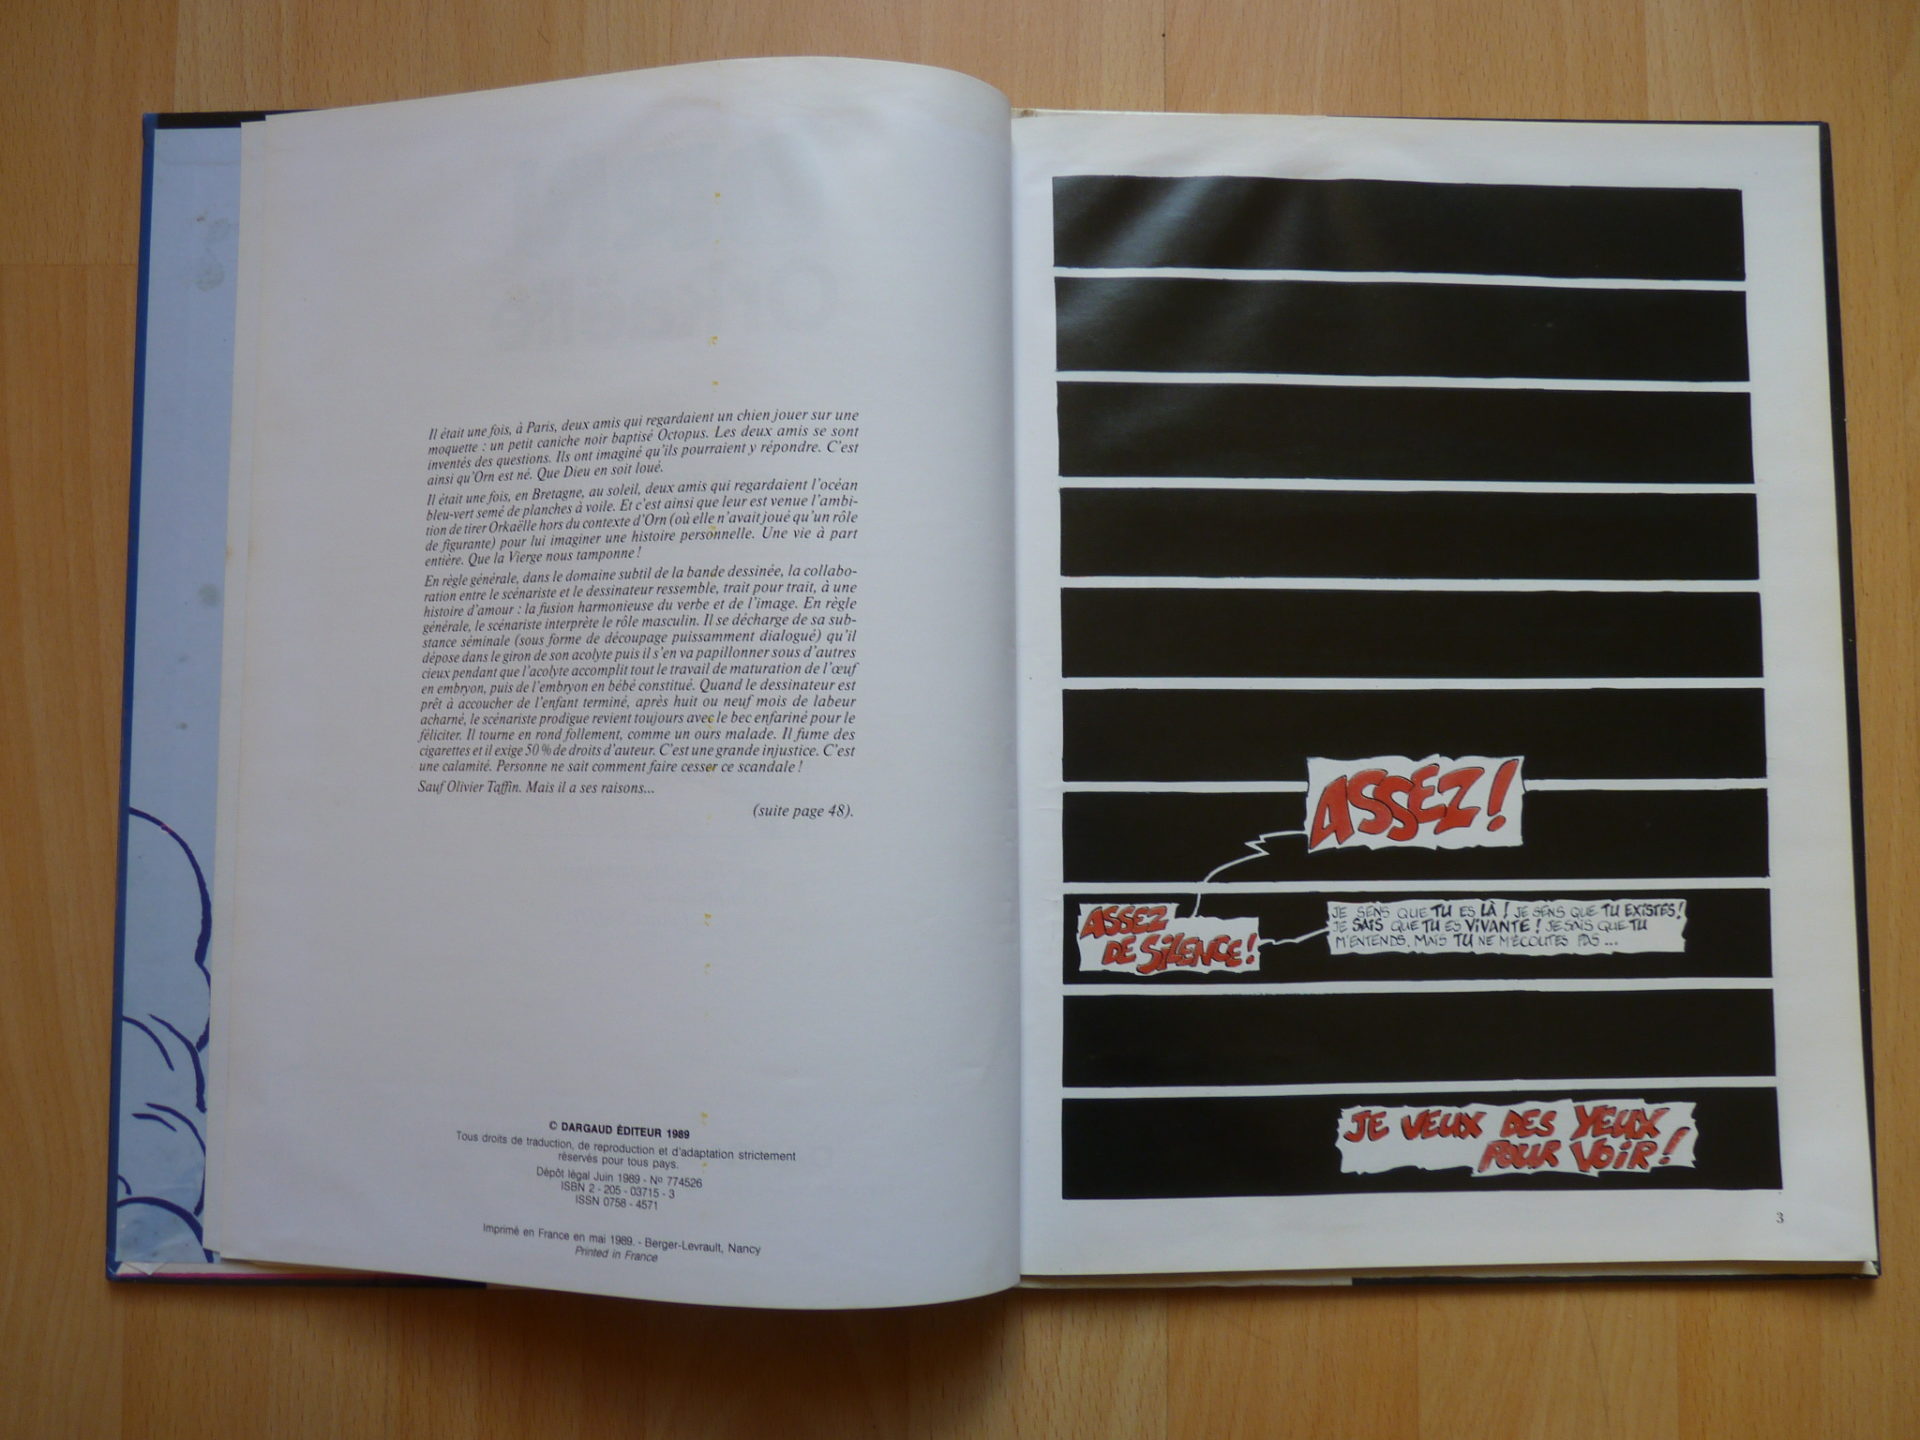 Il était une fois, à Paris, deux amis qui regardaient un chien jouer sur une
moquette : un petit caniche noir baptisé Octopus. Les deux amis se sont
inventés des questions. Ils ont imaginé qu'ils pourraient y répondre. C'est
ainsi qu'Orn est né. Que Dieu en soit loué.
Il était une fois, en Bretagne, au soleil, deux amis qui regardaient l'océan
bleu-vert semé de planches à voile. Et c'est ainsi que leur est venue l'ambi-
tion de tirer Orkaëlle hors du contexte d'Orn (où elle n'avait joué qu'un rôle
de figurante) pour lui imaginer une histoire personnelle. Une vie à part
entière. Que la Vierge nous tamponne !
En règle générale, dans le domaine subtil de la bande dessinée, la collabo-
ration entre le scénariste et le dessinateur ressemble, trait pour trait, à une
histoire d'amour : la fusion harmonieuse du verbe et de l'image. En règle
générale, le scénariste interprète le rôle masculin. Il se décharge de sa sub-
stance séminale (sous forme de découpage puissamment dialogué) qu'il
dépose dans le giron de son acolyte puis il s'en va papillonner sous d'autres
cieux pendant que l'acolyte accomplit tout le travail de maturation de l'œuf
en embryon, puis de l'embryon en bébé constitué. Quand le dessinateur est
prêt à accoucher de l'enfant terminé, après huit ou neuf mois de labeur
acharné, le scénariste prodigue revient toujours avec le bec enfariné pour le
féliciter. Il tourne en rond follement, comme un ours malade. Il fume des
cigarettes et il exige 50 % de droits d'auteur. C'est une grande injustice. C'est
une calamité. Personne ne sait comment faire cesser ce scandale !
Sauf Olivier Taffin. Mais il a ses raisons...
(suite page 48).
© DARGAUD ÉDITEUR 1989
Tous droits de traduction, de reproduction et d'adaptation strictement
réservés pour tous pays.
Dépôt légal Juin 1989 - Nº 774526
ISBN 2 - 205 - 03715 - 3
ISSN 0758 - 4571
Imprimé en France en mai 1989. - Berger-Levrault, Nancy
Printed in France
ASSEZ !
ASSEZ
DE SILENCE !
JE SENS QUE TU ES LÀ ! JE SENS QUE TU EXISTES !
JE SAIS QUE TU ES VIVANTE ! JE SAIS QUE TU
M'ENTENDS. MAIS TU NE M'ÉCOUTES PAS ...
JE VEUX DES YEUX
POUR VOIR !
3